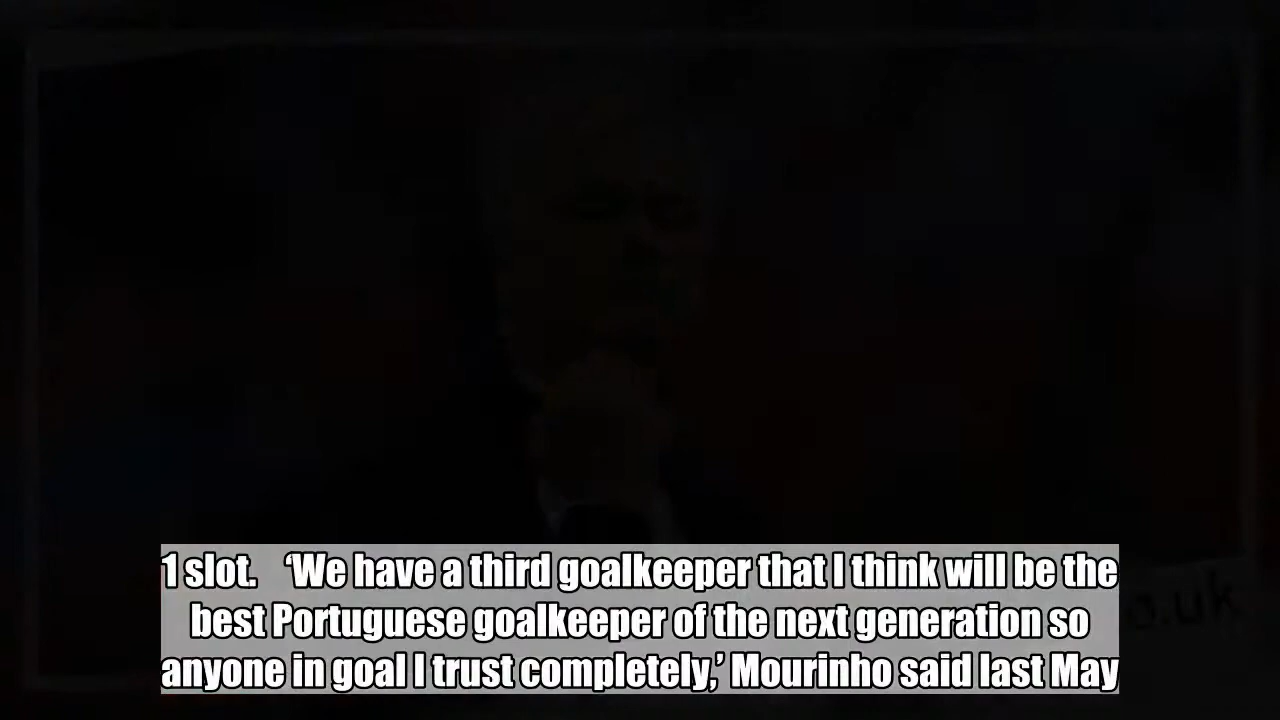 1 slot. ‘We have a third goalkeeper that I think will be the
best Portuguese goalkeeper of the next generation so
anyone in goal I trust completely,’ Mourinho said last May
o.uk